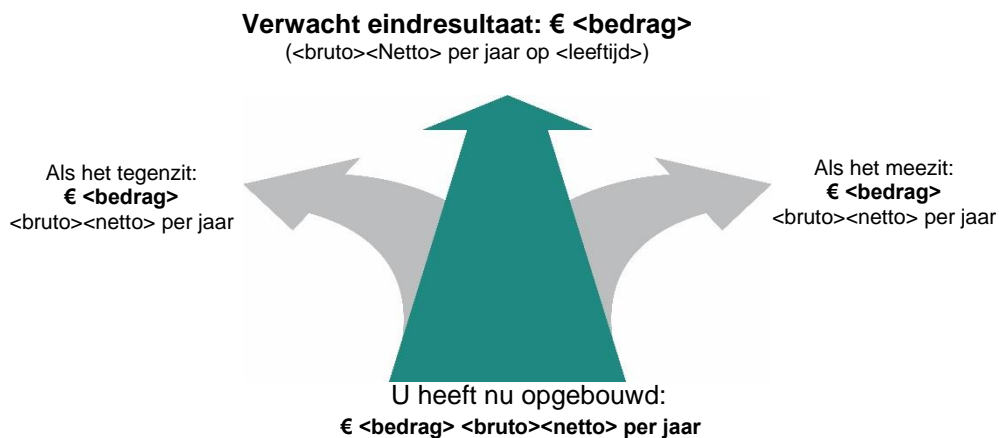 Verwacht eindresultaat: € <bedrag>
(<bruto><Netto> per jaar op <leeftijd>)
Als het tegenzit:
€ <bedrag>
<bruto><netto> per jaar
Als het meezit:
€ <bedrag>
<bruto><netto> per jaar
U heeft nu opgebouwd:
€ <bedrag> <bruto><netto> per jaar